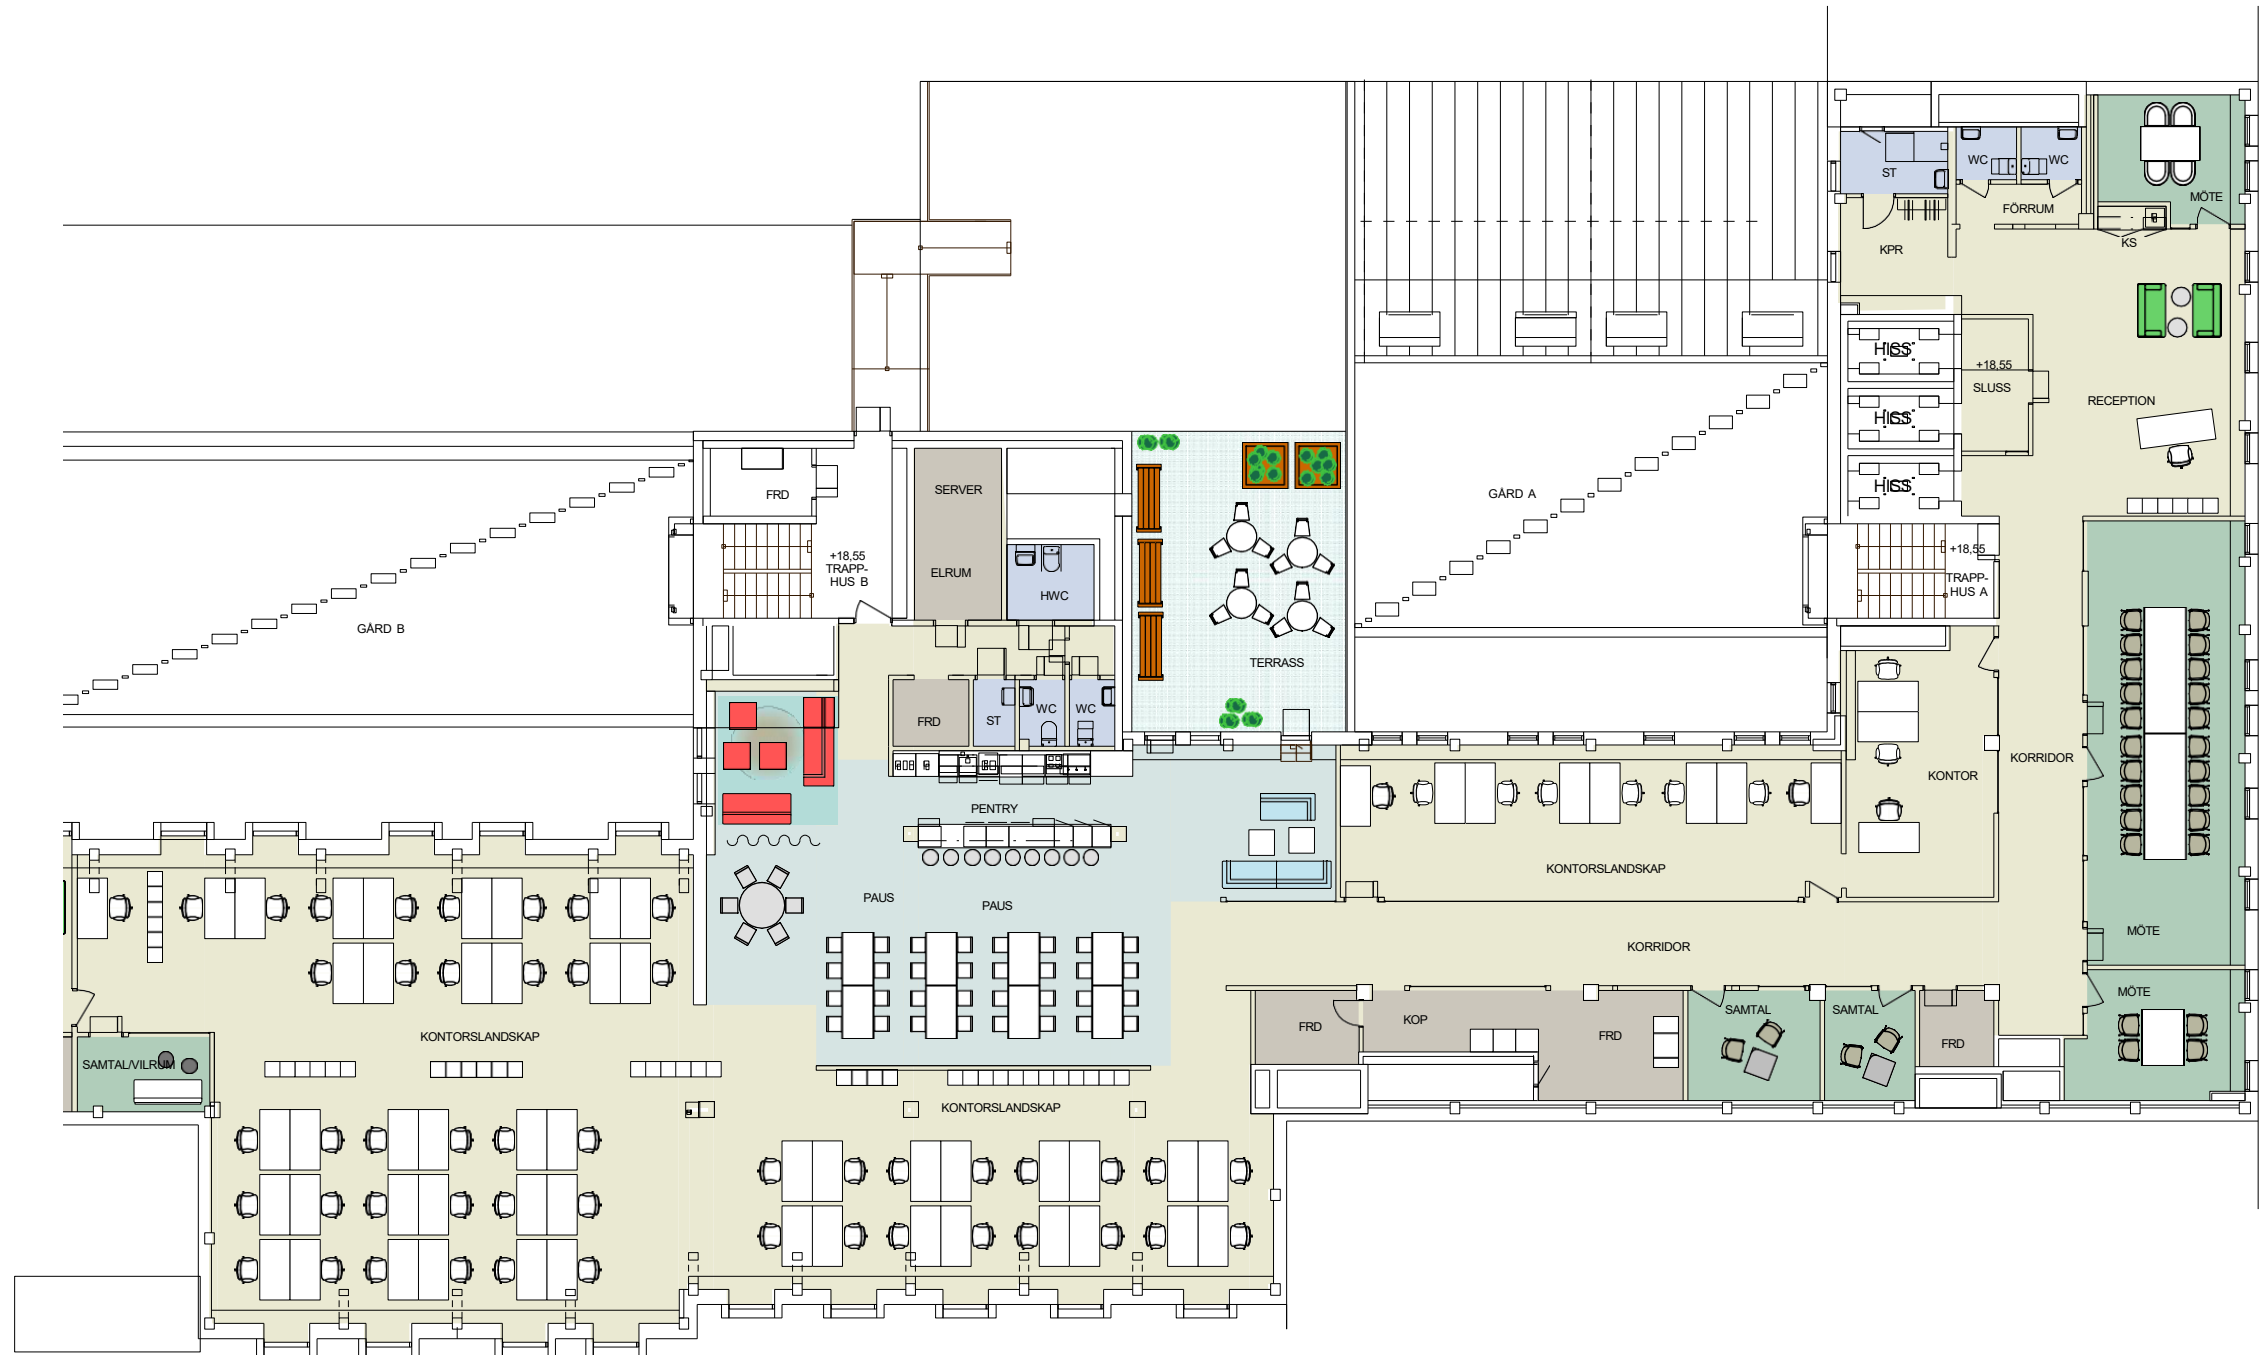 WC
WC
ST
MÖTE
FÖRRUM
KS
KPR
HISS
+18,55
SLUSS
RECEPTION
HISS
HISS
SERVER
FRD
GÅRD A
+18,55
TRAPP-
HUS B
ELRUM
HWC
+18,55
TRAPP-
HUS A
GÅRD B
TERRASS
FRD
ST
WC
WC
KORRIDOR
KONTOR
PENTRY
KONTORSLANDSKAP
PAUS
PAUS
MÖTE
KORRIDOR
MÖTE
SAMTAL
SAMTAL
FRD
KOP
FRD
FRD
KONTORSLANDSKAP
SAMTAL/VILRUM
KONTORSLANDSKAP